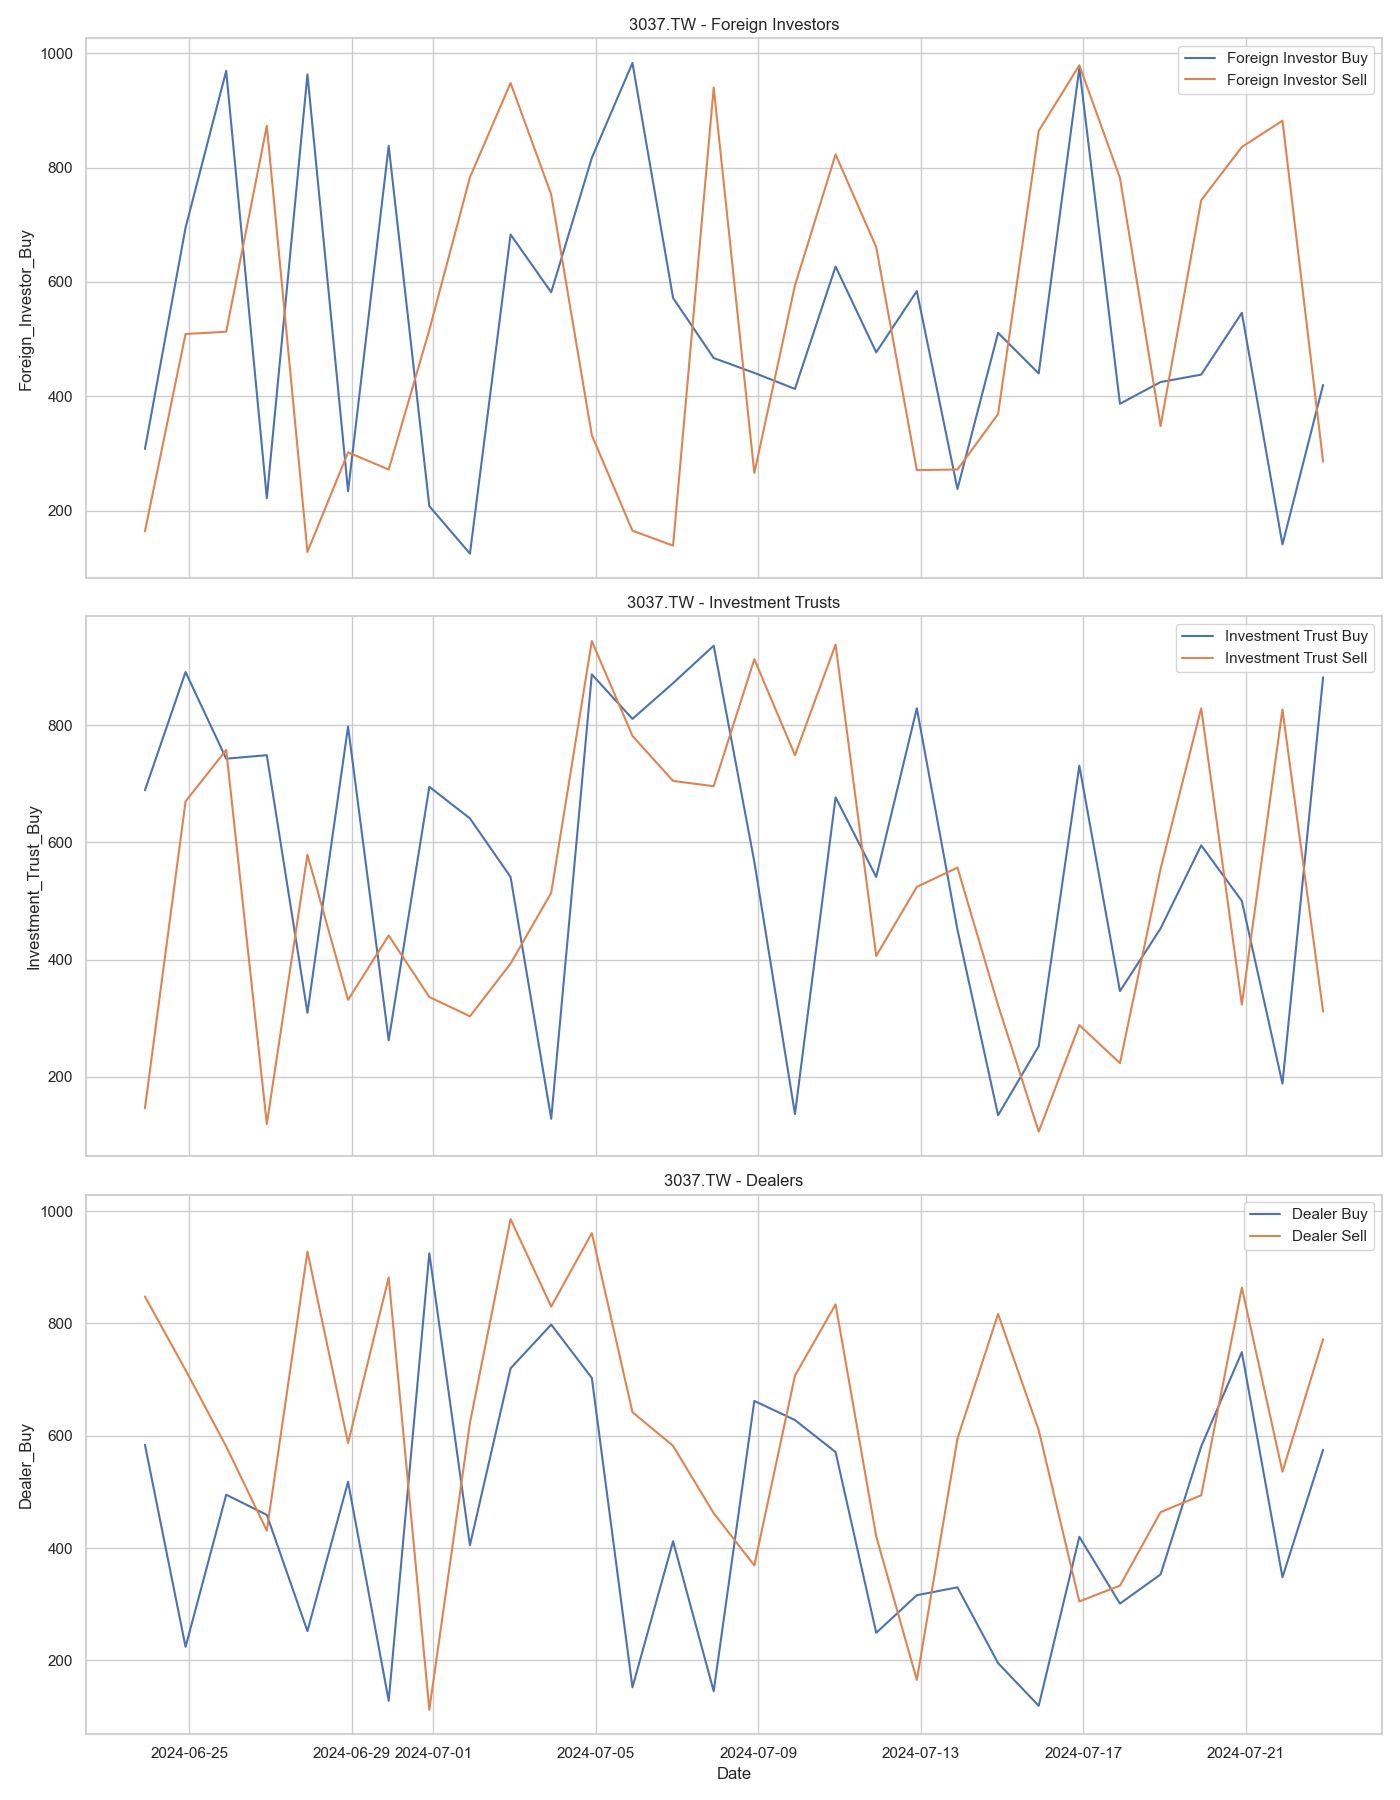 3037.TW - Foreign Investors
Foreign Investor Buy
Foreign Investor Sell
Foreign_Investor_Buy
1000
800
600
400
200
3037.TW - Investment Trusts
Investment Trust Buy
Investment Trust Sell
Investment_Trust_Buy
800
600
400
200
3037.TW - Dealers
Dealer Buy
Dealer Sell
Dealer_Buy
1000
800
600
400
200
2024-06-25 2024-06-29 2024-07-01 2024-07-05 2024-07-09 2024-07-13 2024-07-17 2024-07-21
Date